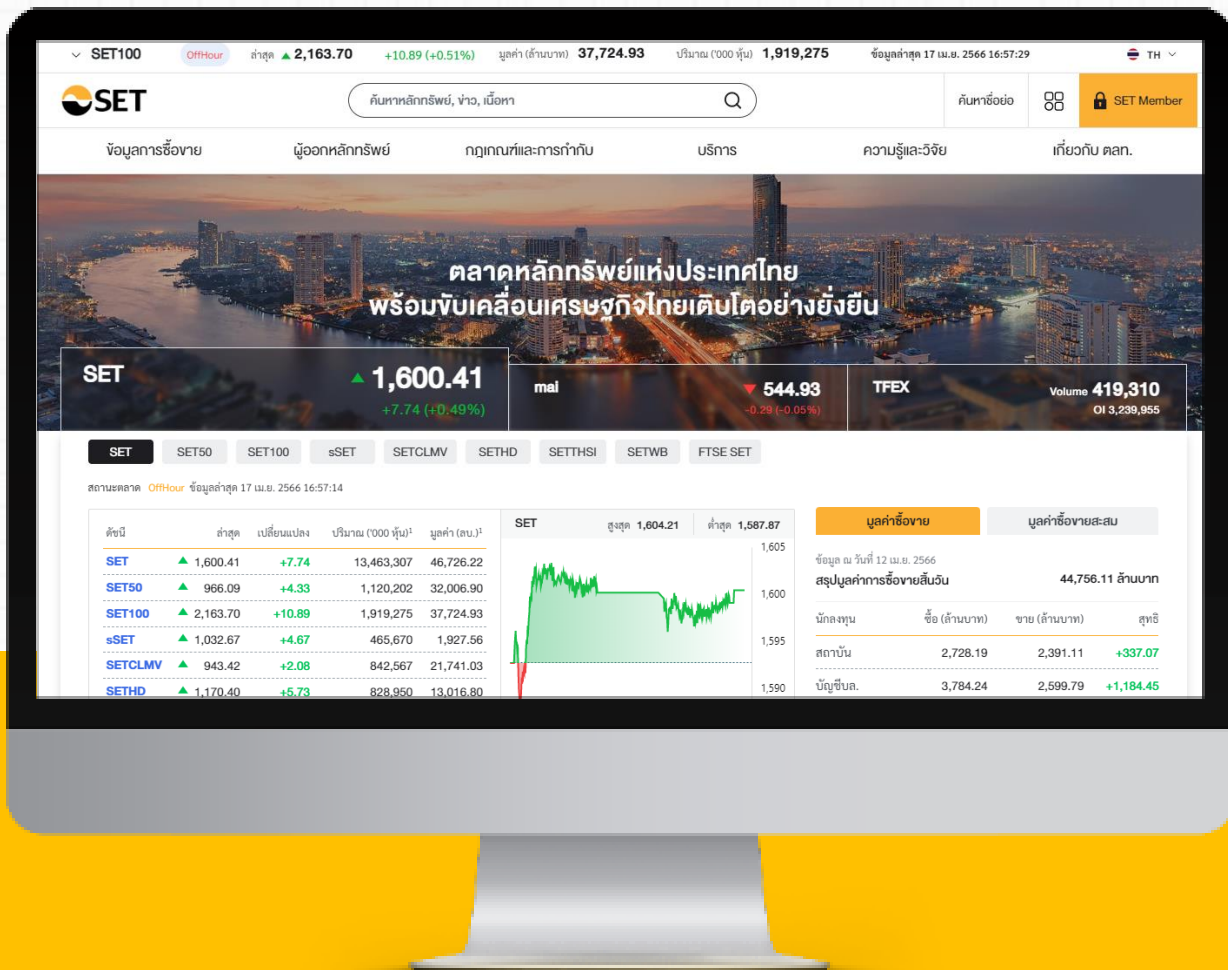 SET100 OffHour ล่าสุด ▲ 2,163.70 +10.89 (+0.51%) มูลค่า (ล้านบาท) 37,724.93 ปริมาณ ('000 หุ้น) 1,919,275 ข้อมูลล่าสุด 17 เม.ย. 2566 16:57:29 TH
SET ค้นหาหลักทรัพย์, ข่าว, เนื้อหา ค้นหาชื่อย่อ SET Member
ข้อมูลการซื้อขาย ผู้ออกหลักทรัพย์ กฎเกณฑ์และการกำกับ บริการ ความรู้และวิจัย เกี่ยวกับ ตลท.
ตลาดหลักทรัพย์แห่งประเทศไทย
พร้อมขับเคลื่อนเศรษฐกิจไทยเติบโตอย่างยั่งยืน
SET ▲ 1,600.41
+7.74 (+0.49%)
mai ▼ 544.93
-0.29 (-0.05%)
TFEX Volume 419,310
OI 3,239,955
SET SET50 SET100 sSET SETCLMV SETHD SETTHSI SETWB FTSE SET
สถานะตลาด OffHour ข้อมูลล่าสุด 17 เม.ย. 2566 16:57:14
ดัชนี ล่าสุด เปลี่ยนแปลง ปริมาณ ('000 หุ้น)¹ มูลค่า (ลบ.)¹
SET ▲ 1,600.41 +7.74 13,463,307 46,726.22
SET50 ▲ 966.09 +4.33 1,120,202 32,006.90
SET100 ▲ 2,163.70 +10.89 1,919,275 37,724.93
sSET ▲ 1,032.67 +4.67 465,670 1,927.56
SETCLMV ▲ 943.42 +2.08 842,567 21,741.03
SETHD ▲ 1,170.40 +5.73 828,950 13,016.80
SET สูงสุด 1,604.21 ต่ำสุด 1,587.87
1,605
1,600
1,595
1,590
มูลค่าซื้อขาย มูลค่าซื้อขายสะสม
ข้อมูล ณ วันที่ 12 เม.ย. 2566
สรุปมูลค่าการซื้อขายสิ้นวัน 44,756.11 ล้านบาท
นักลงทุน ซื้อ (ล้านบาท) ขาย (ล้านบาท) สุทธิ
สถาบัน 2,728.19 2,391.11 +337.07
บัญชีบล. 3,784.24 2,599.79 +1,184.45